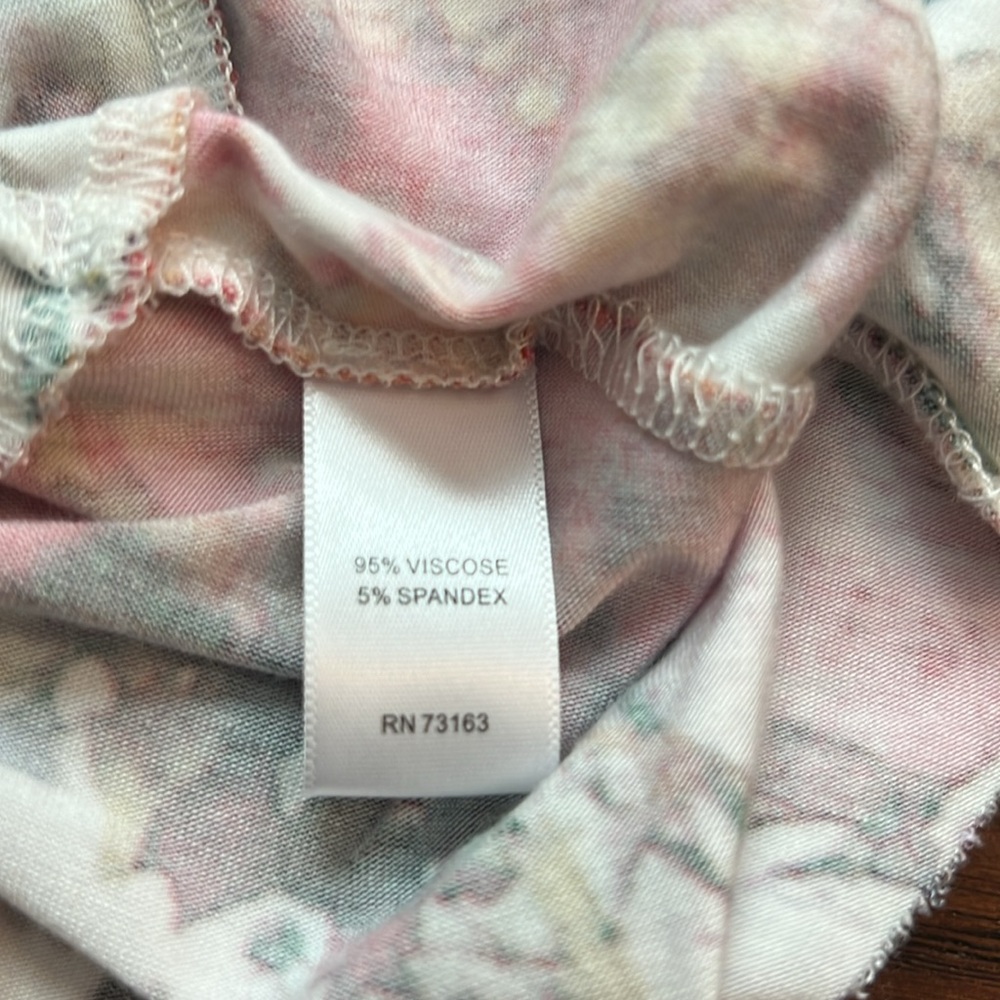 95% VISCOSE
5% SPANDEX
RN 73163